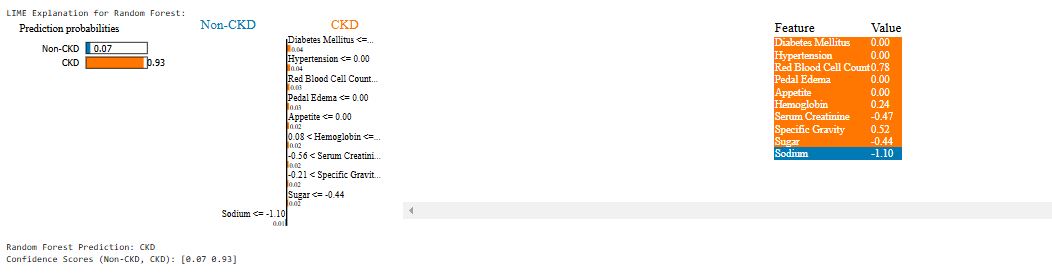 LIME Explanation for Random Forest:
Prediction probabilities
Non-CKD 0.07
CKD 0.93
Non-CKD CKD
Diabetes Mellitus <=...
0.04
Hypertension <= 0.00
0.04
Red Blood Cell Count...
0.03
Pedal Edema <= 0.00
0.03
Appetite <= 0.00
0.02
0.08 < Hemoglobin <=...
0.02
-0.56 < Serum Creatini...
0.02
-0.21 < Specific Gravit...
0.02
Sugar <= -0.44
0.02
Sodium <= -1.10
0.01
Feature Value
Diabetes Mellitus 0.00
Hypertension 0.00
Red Blood Cell Count 0.78
Pedal Edema 0.00
Appetite 0.00
Hemoglobin 0.24
Serum Creatinine -0.47
Specific Gravity 0.52
Sugar -0.44
Sodium -1.10
Random Forest Prediction: CKD
Confidence Scores (Non-CKD, CKD): [0.07 0.93]